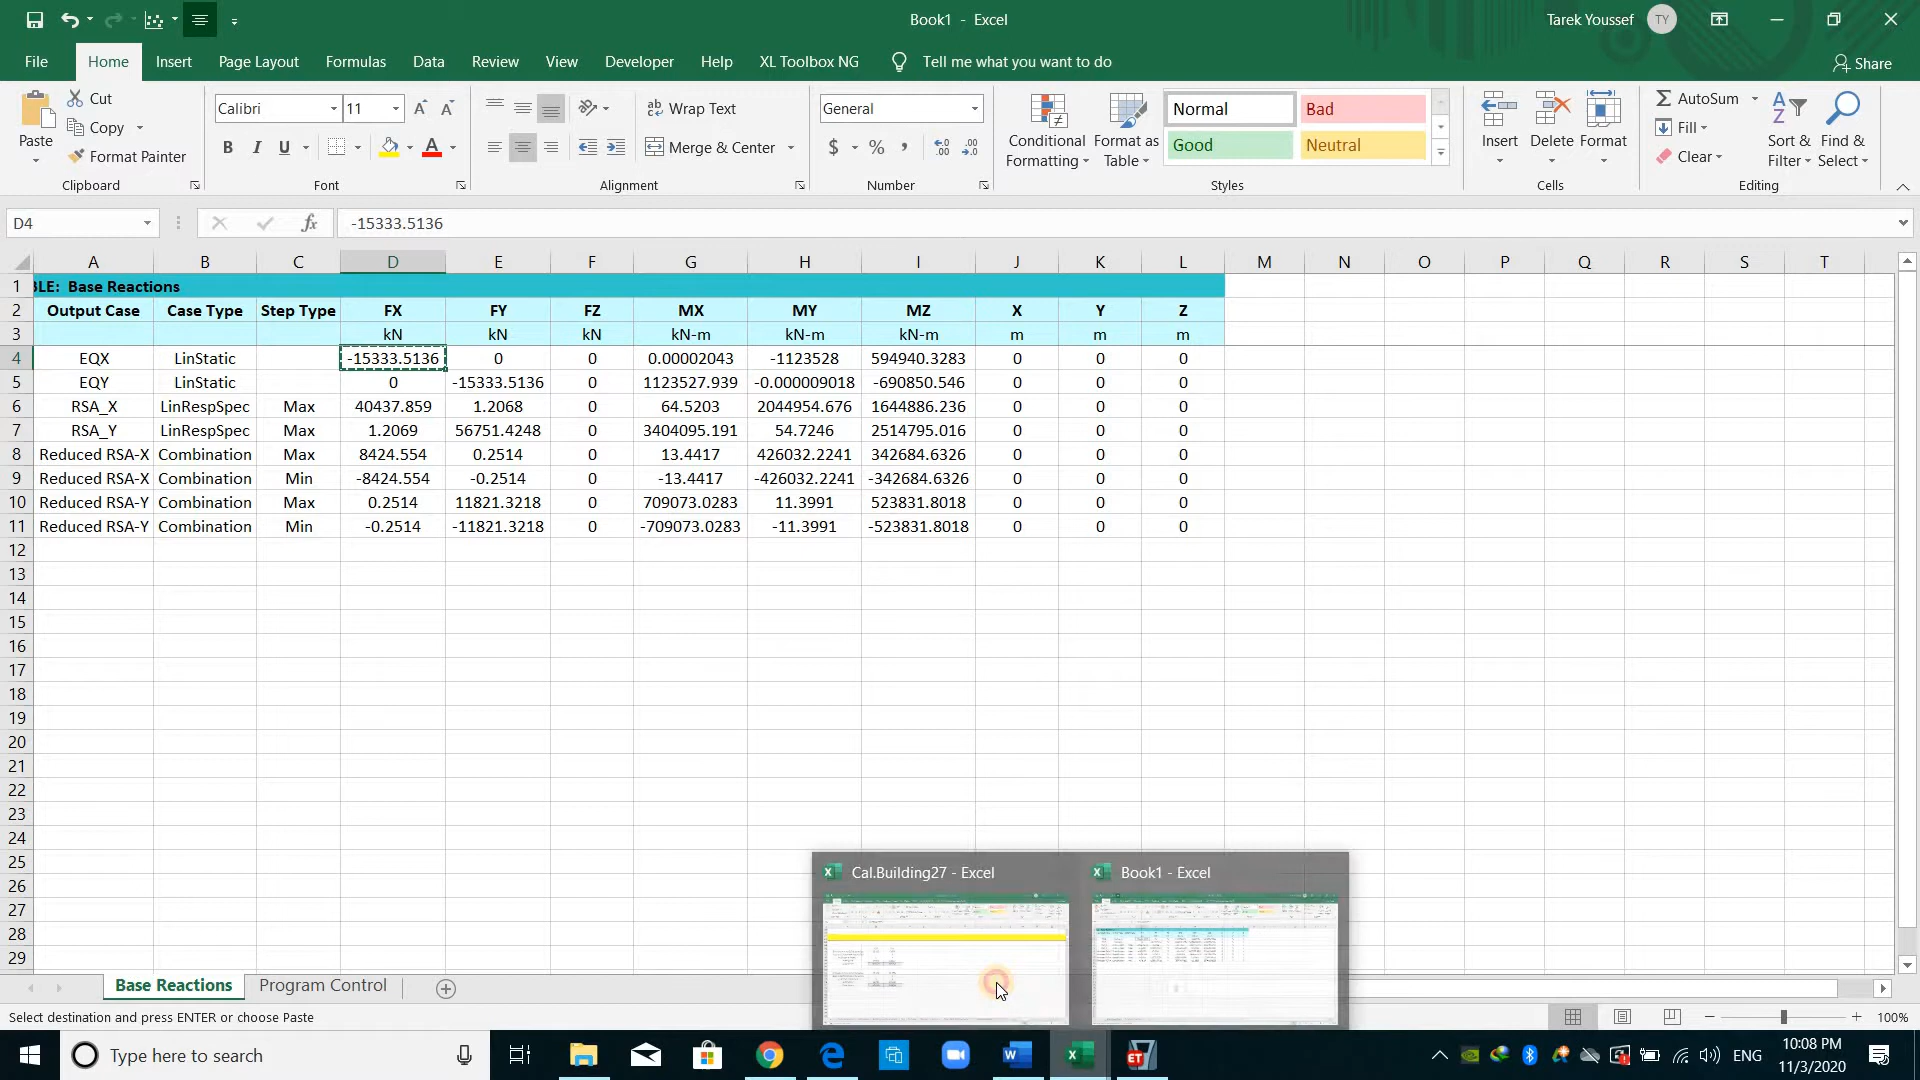 Book1 - Excel
Tarek Youssef TY
File Home Insert Page Layout Formulas Data Review View Developer Help XL Toolbox NG Tell me what you want to do Share
Paste
Cut
Copy
Format Painter
Clipboard
Calibri 11
B I U
Font
Wrap Text
Merge & Center
Alignment
General
$ % ,
Number
Conditional Formatting
Format as Table
Normal Bad
Good Neutral
Styles
Insert Delete Format
Cells
AutoSum
Fill
Clear
Sort & Filter
Find & Select
Editing
D4 fx -15333.5136
A B C D E F G H I J K L M N O P Q R S T
1 BLE: Base Reactions
2 Output Case Case Type Step Type FX FY FZ MX MY MZ X Y Z
3 kN kN kN kN-m kN-m kN-m m m m
4 EQX LinStatic -15333.5136 0 0 0.00002043 -1123528 594940.3283 0 0 0
5 EQY LinStatic 0 -15333.5136 0 1123527.939 -0.000009018 -690850.546 0 0 0
6 RSA_X LinRespSpec Max 40437.859 1.2068 0 64.5203 2044954.676 1644886.236 0 0 0
7 RSA_Y LinRespSpec Max 1.2069 56751.4248 0 3404095.191 54.7246 2514795.016 0 0 0
8 Reduced RSA-X Combination Max 8424.554 0.2514 0 13.4417 426032.2241 342684.6326 0 0 0
9 Reduced RSA-X Combination Min -8424.554 -0.2514 0 -13.4417 -426032.2241 -342684.6326 0 0 0
10 Reduced RSA-Y Combination Max 0.2514 11821.3218 0 709073.0283 11.3991 523831.8018 0 0 0
11 Reduced RSA-Y Combination Min -0.2514 -11821.3218 0 -709073.0283 -11.3991 -523831.8018 0 0 0
12
13
14
15
16
17
18
19
20
21
22
23
24
25
26
27
28
29
Cal.Building27 - Excel
Book1 - Excel
Base Reactions Program Control
Select destination and press ENTER or choose Paste
100%
Type here to search
ET
ENG
10:08 PM
11/3/2020